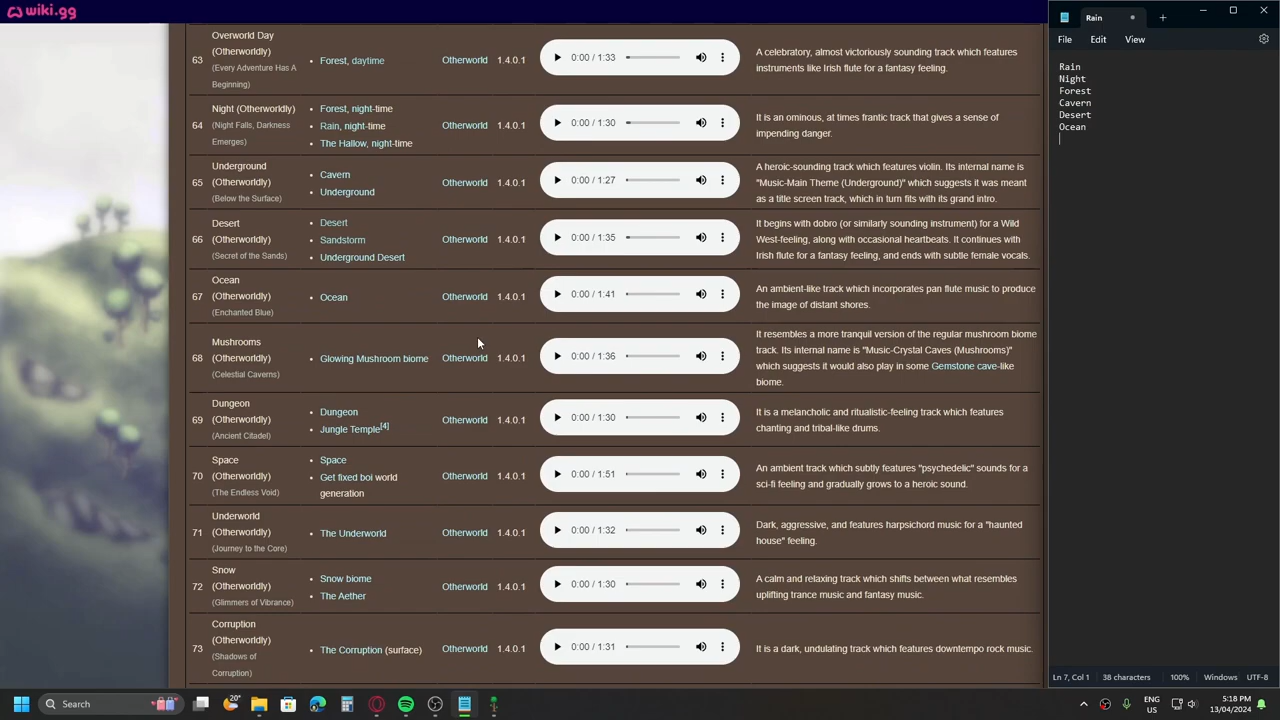 wiki.gg
63
Overworld Day
(Otherworldly)
(Every Adventure Has A
Beginning)
Forest, daytime
Otherworld
1.4.0.1
0:00 / 1:33
A celebratory, almost victoriously sounding track which features
instruments like Irish flute for a fantasy feeling.
64
Night (Otherworldly)
(Night Falls, Darkness
Emerges)
Forest, night-time
Rain, night-time
The Hallow, night-time
Otherworld
1.4.0.1
0:00 / 1:30
It is an ominous, at times frantic track that gives a sense of
impending danger.
65
Underground
(Otherworldly)
(Below the Surface)
Cavern
Underground
Otherworld
1.4.0.1
0:00 / 1:27
A heroic-sounding track which features violin. Its internal name is
"Music-Main Theme (Underground)" which suggests it was meant
as a title screen track, which in turn fits with its grand intro.
66
Desert
(Otherworldly)
(Secret of the Sands)
Desert
Sandstorm
Underground Desert
Otherworld
1.4.0.1
0:00 / 1:35
It begins with dobro (or similarly sounding instrument) for a Wild
West-feeling, along with occasional heartbeats. It continues with
Irish flute for a fantasy feeling, and ends with subtle female vocals.
67
Ocean
(Otherworldly)
(Enchanted Blue)
Ocean
Otherworld
1.4.0.1
0:00 / 1:41
An ambient-like track which incorporates pan flute music to produce
the image of distant shores.
68
Mushrooms
(Otherworldly)
(Celestial Caverns)
Glowing Mushroom biome
Otherworld
1.4.0.1
0:00 / 1:36
It resembles a more tranquil version of the regular mushroom biome
track. Its internal name is "Music-Crystal Caves (Mushrooms)"
which suggests it would also play in some Gemstone cave-like
biome.
69
Dungeon
(Otherworldly)
(Ancient Citadel)
Dungeon
Jungle Temple[4]
Otherworld
1.4.0.1
0:00 / 1:30
It is a melancholic and ritualistic-feeling track which features
chanting and tribal-like drums.
70
Space
(Otherworldly)
(The Endless Void)
Space
Get fixed boi world
generation
Otherworld
1.4.0.1
0:00 / 1:51
An ambient track which subtly features "psychedelic" sounds for a
sci-fi feeling and gradually grows to a heroic sound.
71
Underworld
(Otherworldly)
(Journey to the Core)
The Underworld
Otherworld
1.4.0.1
0:00 / 1:32
Dark, aggressive, and features harpsichord music for a "haunted
house" feeling.
72
Snow
(Otherworldly)
(Glimmers of Vibrance)
Snow biome
The Aether
Otherworld
1.4.0.1
0:00 / 1:30
A calm and relaxing track which shifts between what resembles
uplifting trance music and fantasy music.
73
Corruption
(Otherworldly)
(Shadows of
Corruption)
The Corruption (surface)
Otherworld
1.4.0.1
0:00 / 1:31
It is a dark, undulating track which features downtempo rock music.
Rain
File Edit View
Rain
Night
Forest
Cavern
Desert
Ocean
Ln 7, Col 1 38 characters 100% Windows UTF-8
Search
20°
ENG
US
5:18 PM
13/04/2024